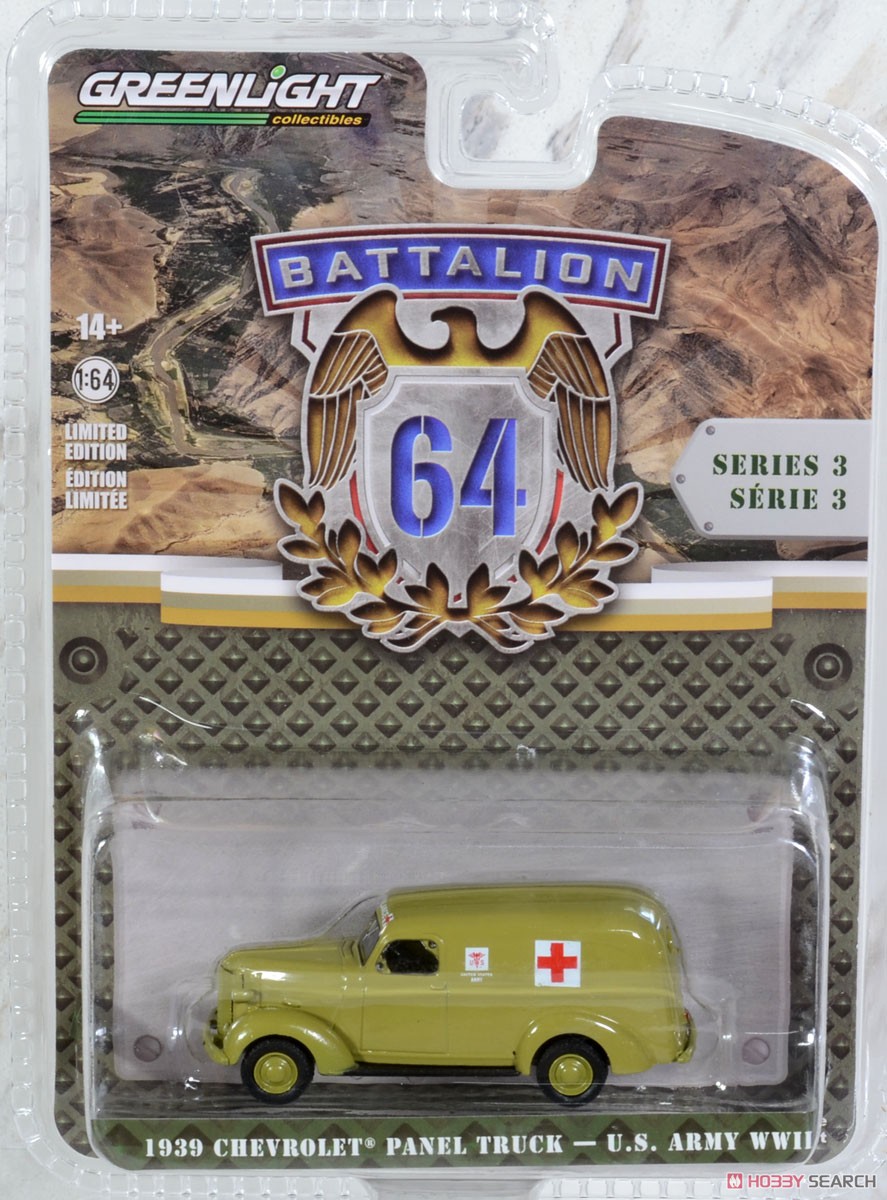 GREENLIGHT
collectibles
BATTALION
64
14+
1:64
LIMITED
EDITION
ÉDITION
LIMITÉE
SERIES 3
SÉRIE 3
U S
1939 CHEVROLET® PANEL TRUCK — U.S. ARMY WWII
HOBBY SEARCH